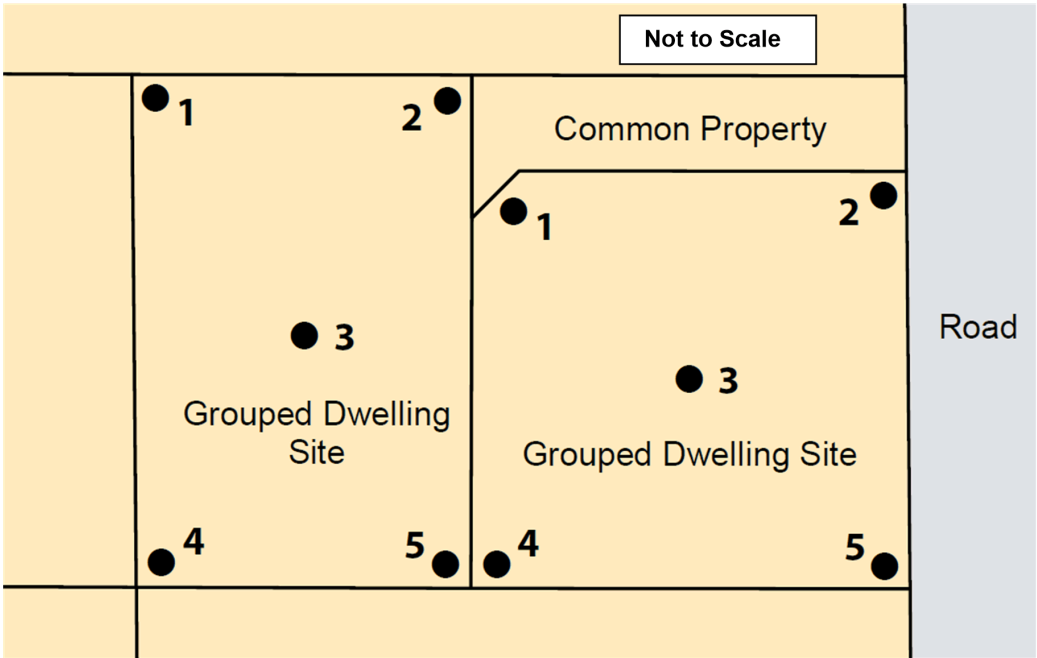 Not to Scale
1
2
Common Property
1
2
3
Road
3
Grouped Dwelling
Site
Grouped Dwelling Site
4
5
4
5